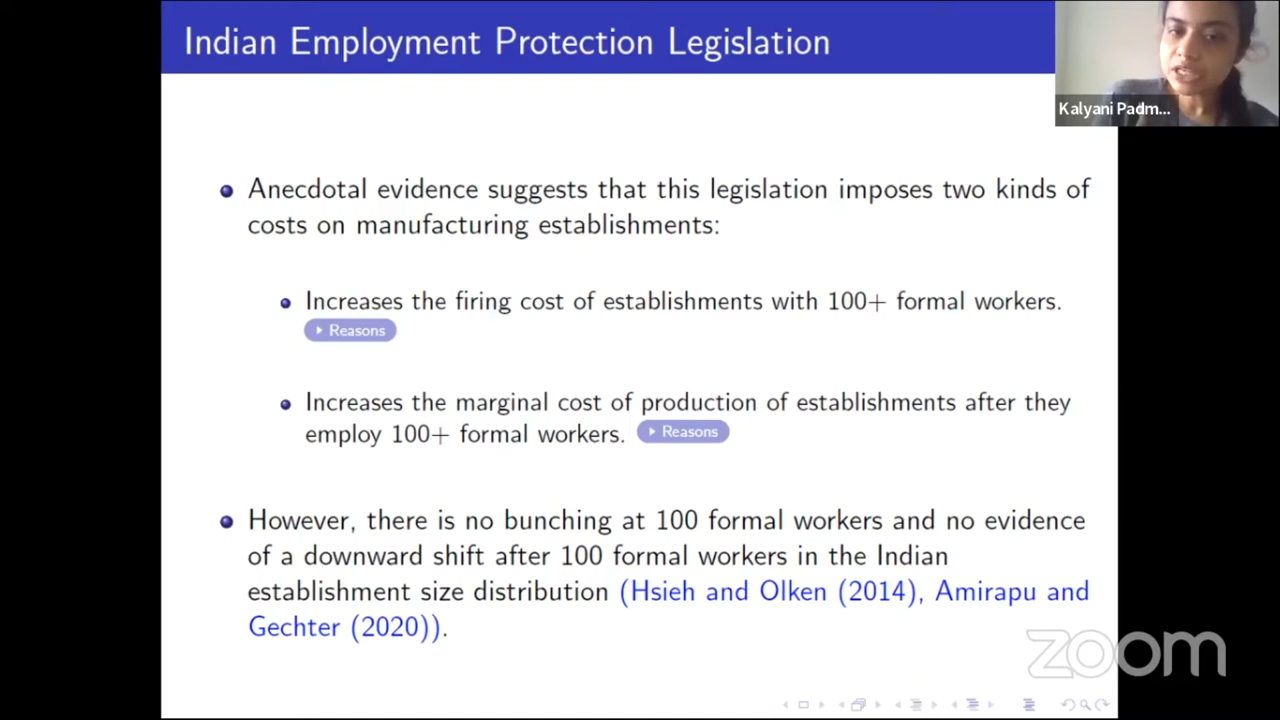 Indian Employment Protection Legislation
Kalyani Padm...
Anecdotal evidence suggests that this legislation imposes two kinds of
costs on manufacturing establishments:
Increases the firing cost of establishments with 100+ formal workers.
Reasons
Increases the marginal cost of production of establishments after they
employ 100+ formal workers. Reasons
However, there is no bunching at 100 formal workers and no evidence
of a downward shift after 100 formal workers in the Indian
establishment size distribution (Hsieh and Olken (2014), Amirapu and
Gechter (2020)).
zoom